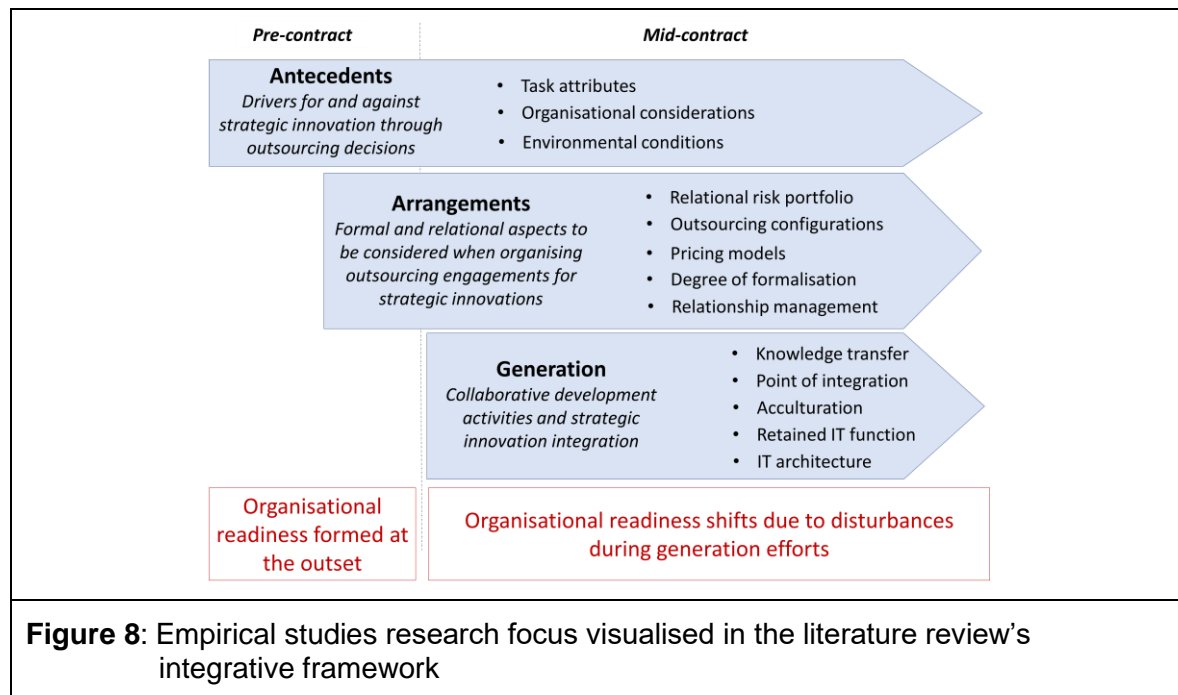 Pre-contract
Mid-contract
Antecedents
Drivers for and against
strategic innovation through
outsourcing decisions
• Task attributes
• Organisational considerations
• Environmental conditions
Arrangements
Formal and relational aspects to
be considered when organising
outsourcing engagements for
strategic innovations
• Relational risk portfolio
• Outsourcing configurations
• Pricing models
• Degree of formalisation
• Relationship management
Generation
Collaborative development
activities and strategic
innovation integration
• Knowledge transfer
• Point of integration
• Acculturation
• Retained IT function
• IT architecture
Organisational
readiness formed at
the outset
Organisational readiness shifts due to disturbances
during generation efforts
Figure 8: Empirical studies research focus visualised in the literature review's
integrative framework